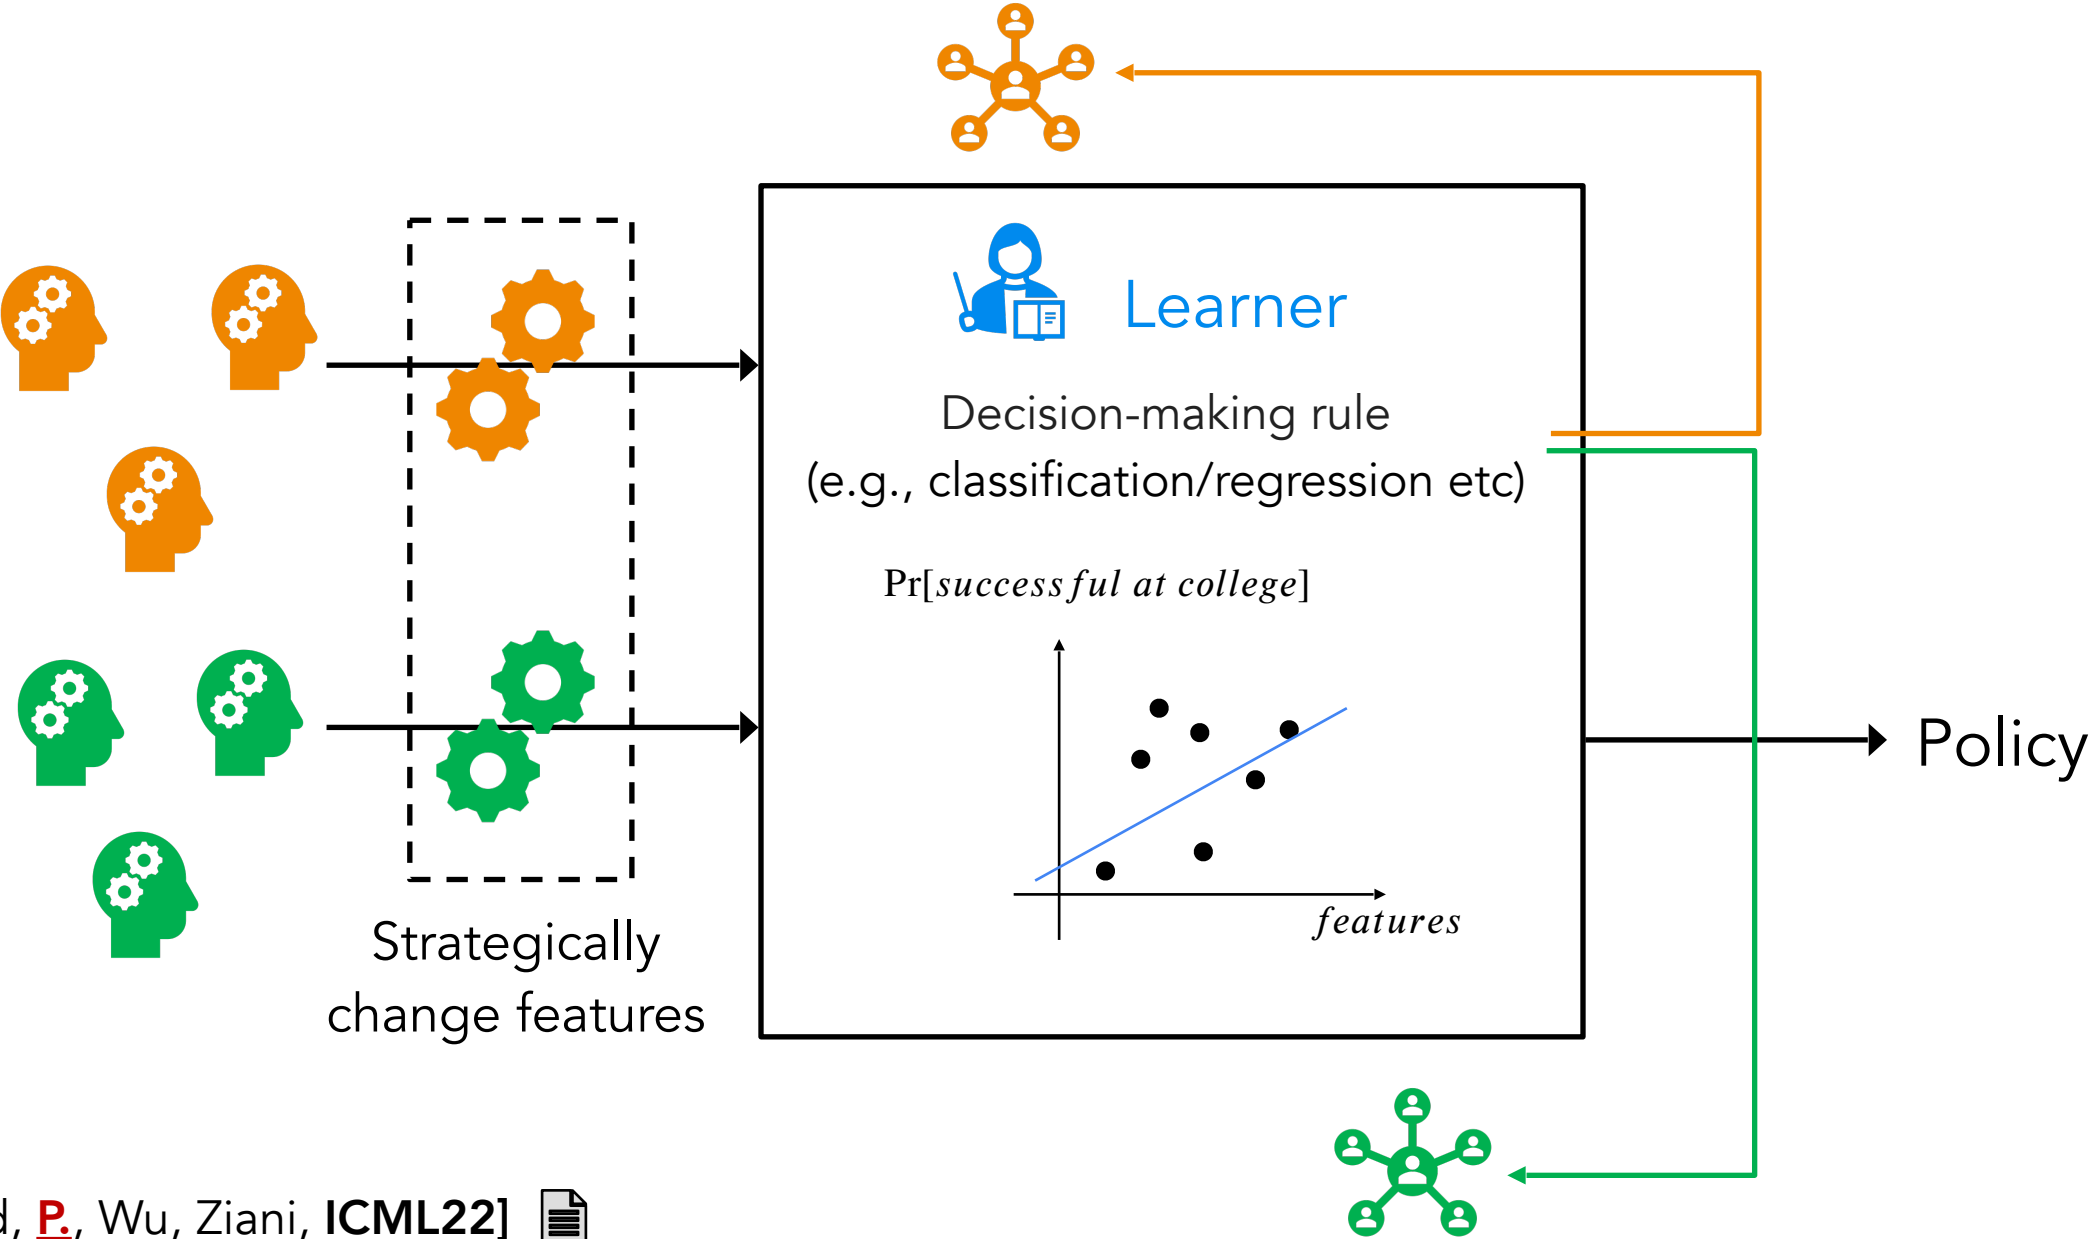 Learner
Decision-making rule
(e.g., classification/regression etc)
Pr[successful at college]
features
Policy
Strategically
change features
P., Wu, Ziani, ICML22]